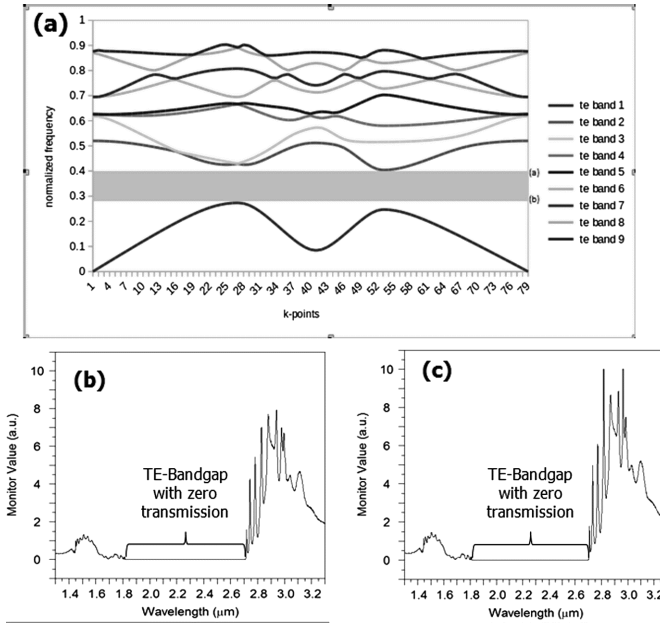 (a)
1
0.9
0.8
0.7
0.6
0.5
0.4
0.3
0.2
0.1
0
normalized frequency
1 4 7 10 13 16 19 22 25 28 31 34 37 40 43 46 49 52 55 58 61 64 67 70 73 76 79
k-points
(a)
(b)
te band 1
te band 2
te band 3
te band 4
te band 5
te band 6
te band 7
te band 8
te band 9
(b)
10
8
6
4
2
0
Monitor Value (a.u.)
TE-Bandgap
with zero
transmission
1.4 1.6 1.8 2.0 2.2 2.4 2.6 2.8 3.0 3.2
Wavelength (μm)
(c)
10
8
6
4
2
0
Monitor Value (a.u.)
TE-Bandgap
with zero
transmission
1.4 1.6 1.8 2.0 2.2 2.4 2.6 2.8 3.0 3.2
Wavelength (μm)